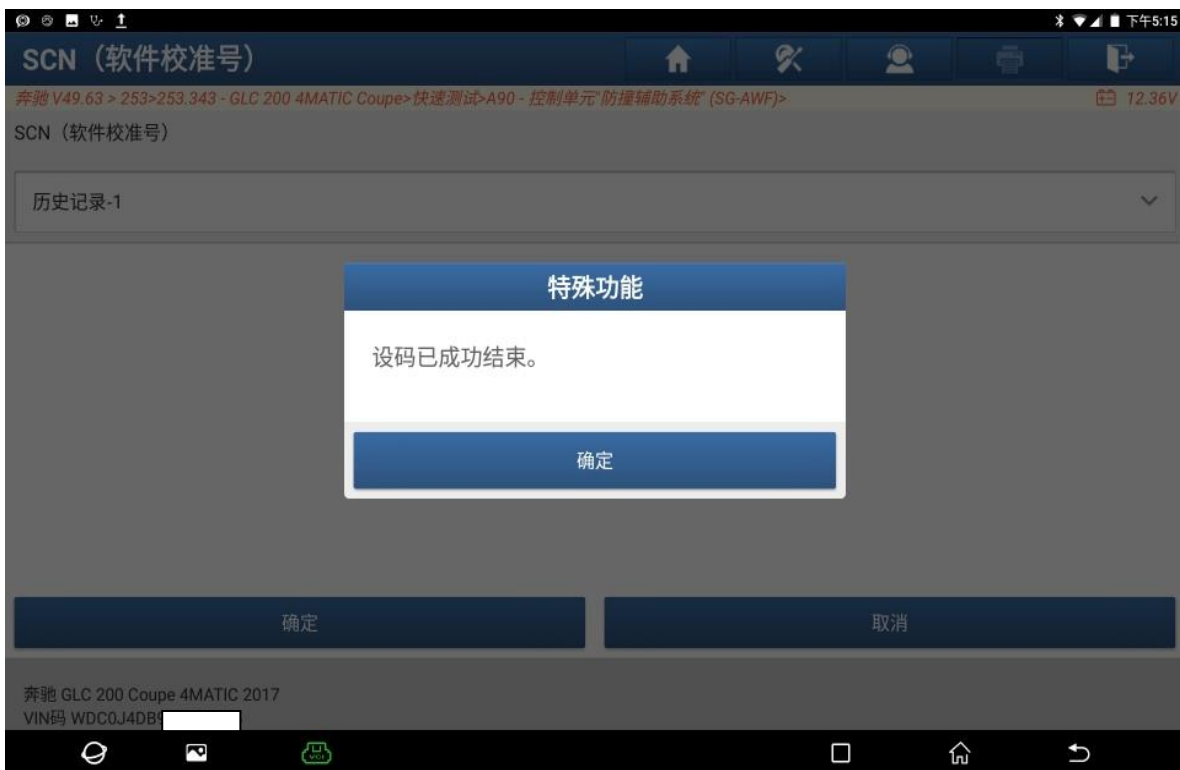 下午5:15
SCN（软件校准号）
奔驰 V49.63 > 253>253.343 - GLC 200 4MATIC Coupe>快速测试>A90 - 控制单元"防撞辅助系统" (SG-AWF)>
12.36V
SCN（软件校准号）
历史记录-1
特殊功能
设码已成功结束。
确定
确定
取消
奔驰 GLC 200 Coupe 4MATIC 2017
VIN码 WDC0J4DB9
VCI